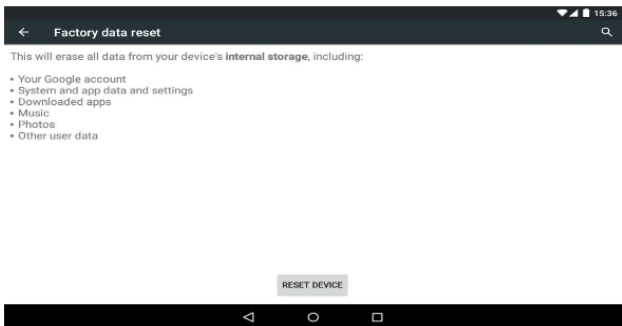 15:36
Factory data reset
This will erase all data from your device's internal storage, including:
• Your Google account
• System and app data and settings
• Downloaded apps
• Music
• Photos
• Other user data
RESET DEVICE